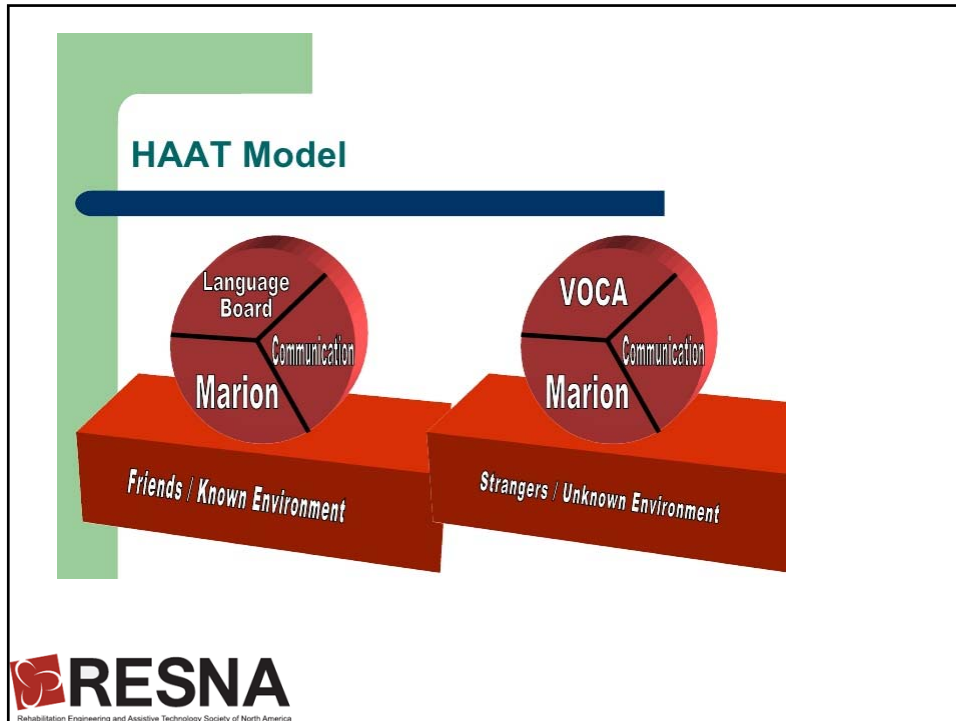 HAAT Model
Language
Board
Communication
Marion
Friends / Known Environment
VOCA
Communication
Marion
Strangers / Unknown Environment
RESNA
Rehabilitation Engineering and Assistive Technology Society of North America